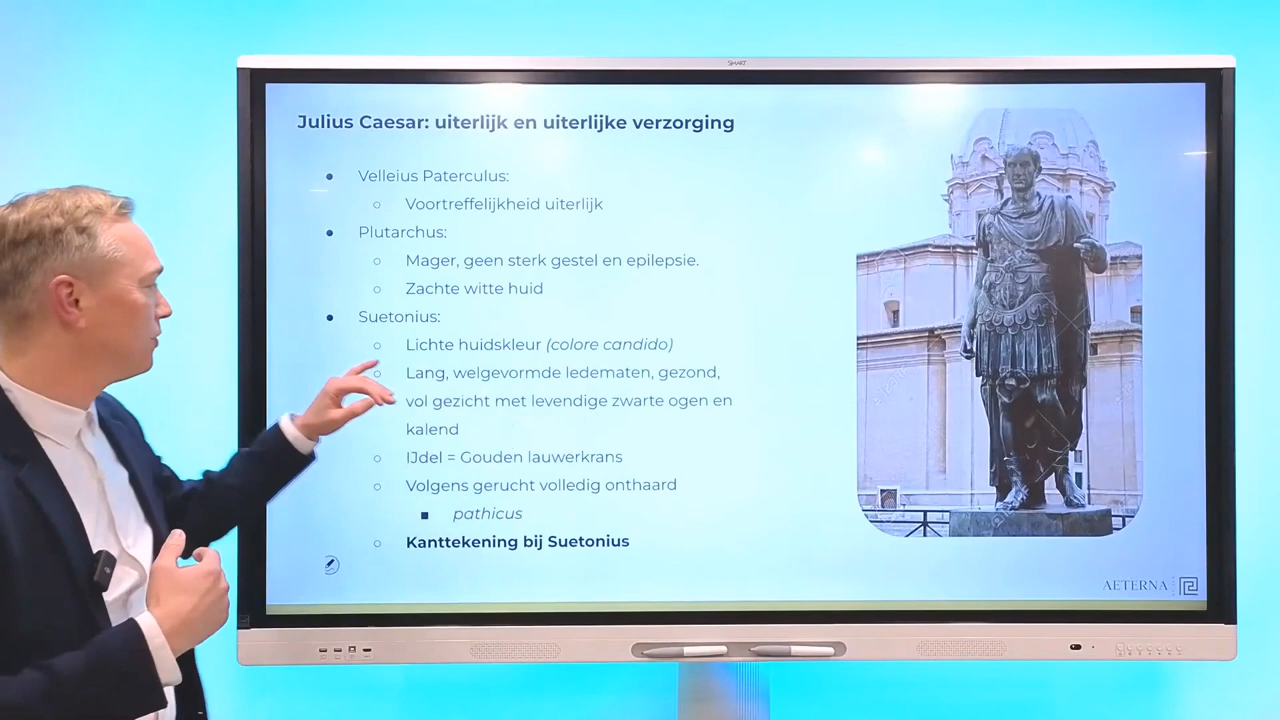 SMART
Julius Caesar: uiterlijk en uiterlijke verzorging
Velleius Paterculus:
Voortreffelijkheid uiterlijk
Plutarchus:
Mager, geen sterk gestel en epilepsie.
Zachte witte huid
Suetonius:
Lichte huidskleur (colore candido)
Lang, welgevormde ledematen, gezond,
vol gezicht met levendige zwarte ogen en
kalend
IJdel = Gouden lauwerkrans
Volgens gerucht volledig onthaard
pathicus
Kanttekening bij Suetonius
AETERNA